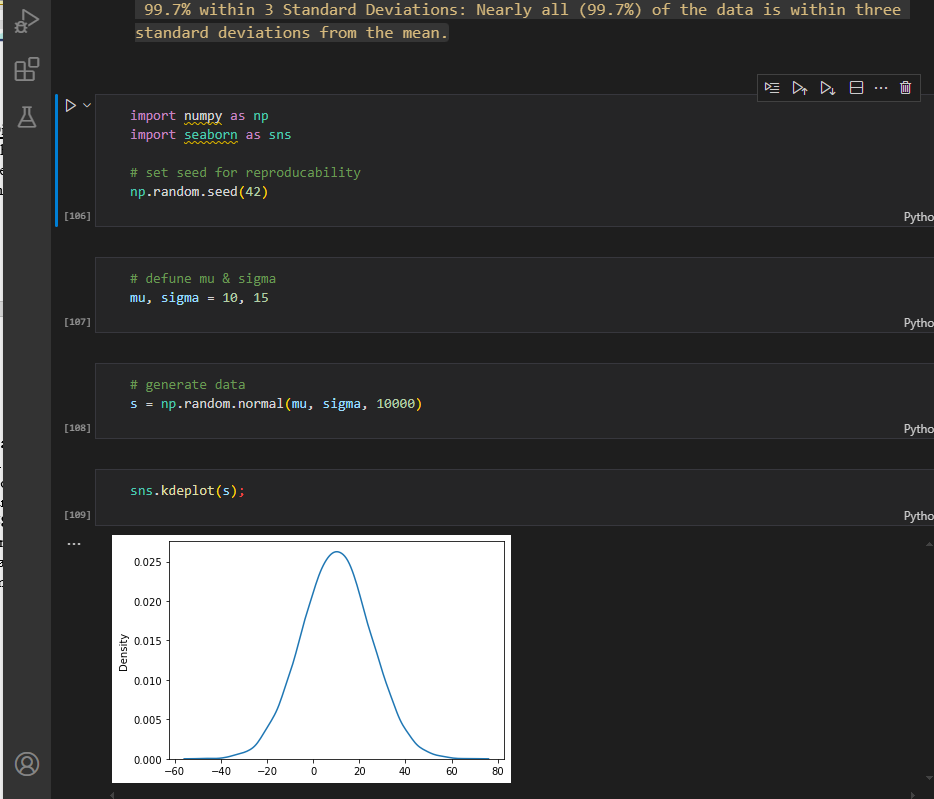 99.7% within 3 Standard Deviations: Nearly all (99.7%) of the data is within three
standard deviations from the mean.
import numpy as np
import seaborn as sns
# set seed for reproducability
np.random.seed(42)
[106]
Pytho
# defune mu & sigma
mu, sigma = 10, 15
[107]
Pytho
# generate data
s = np.random.normal(mu, sigma, 10000)
[108]
Pytho
sns.kdeplot(s);
[109]
Pytho
0.025
0.020
0.015
0.010
0.005
0.000
Density
−60 −40 −20 0 20 40 60 80